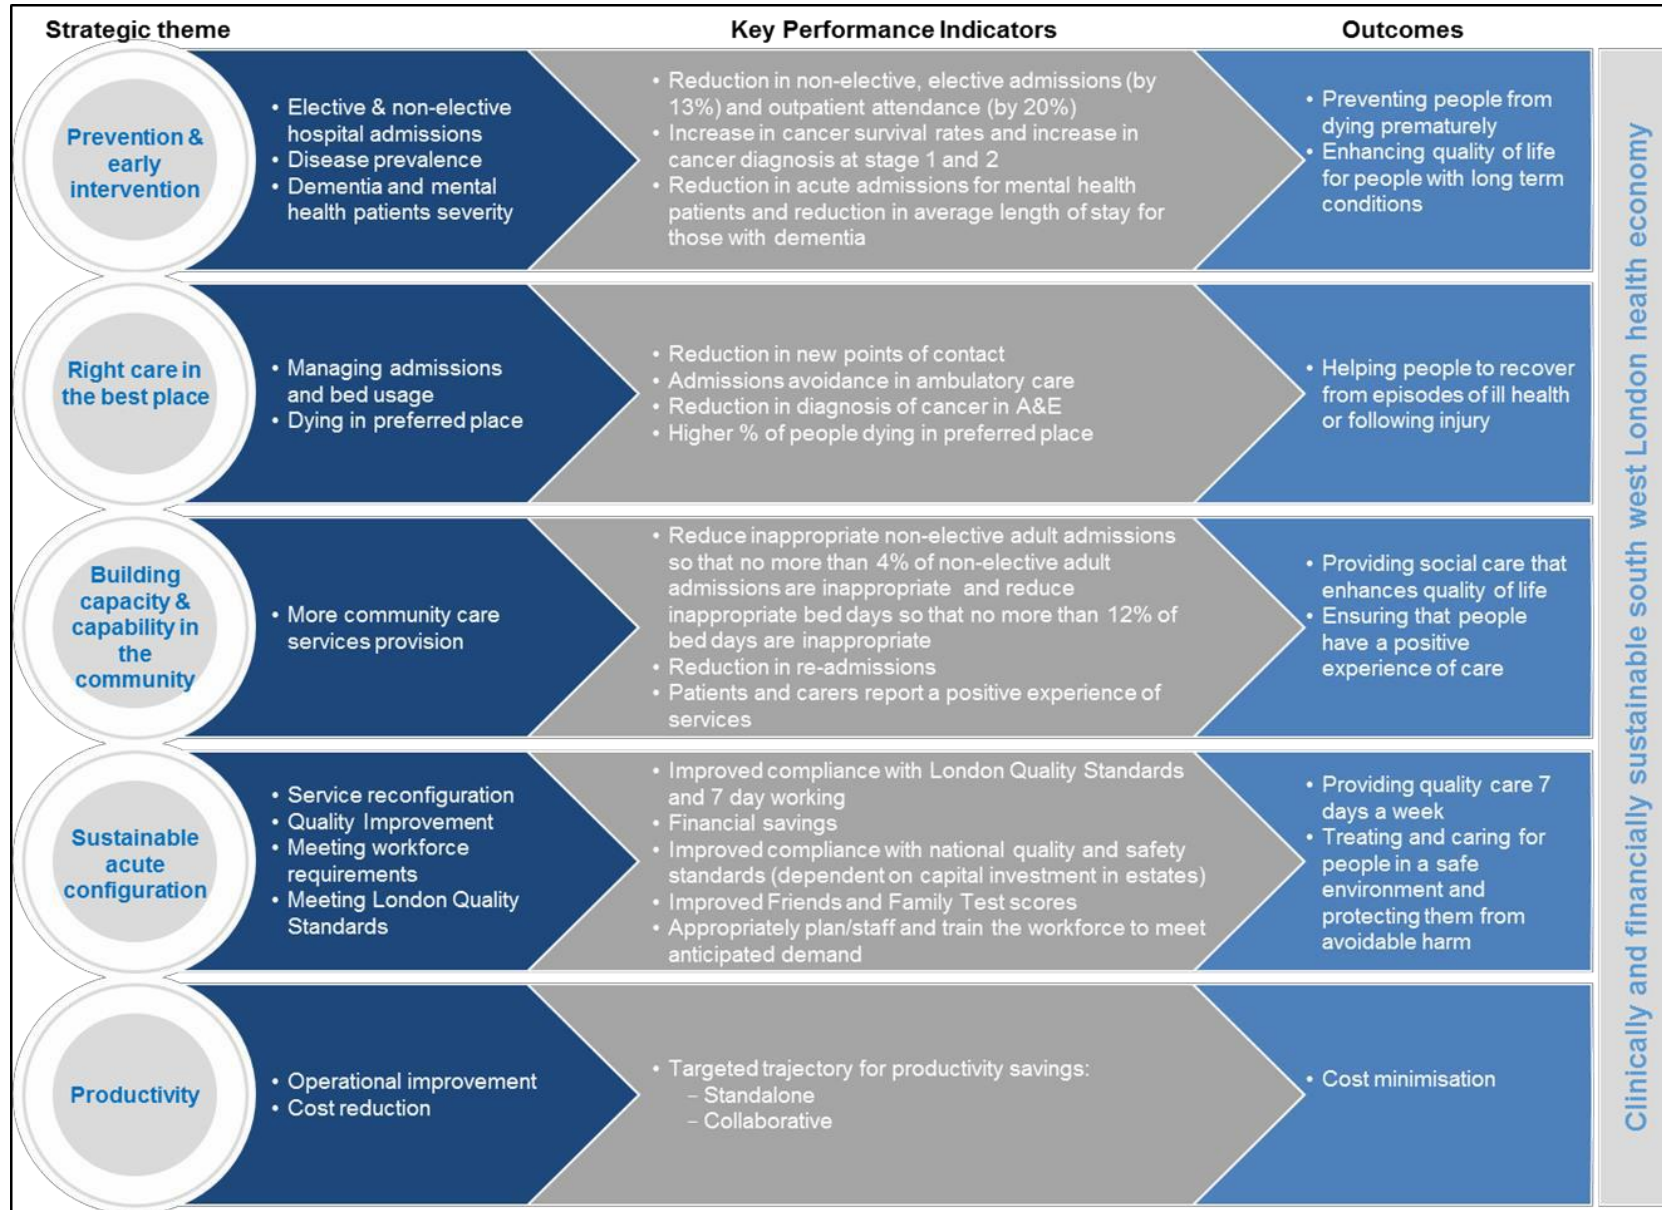 Strategic theme
Key Performance Indicators
Outcomes
Prevention &
early
intervention
• Elective & non-elective
hospital admissions
• Disease prevalence
• Dementia and mental
health patients severity
• Reduction in non-elective, elective admissions (by
13%) and outpatient attendance (by 20%)
• Increase in cancer survival rates and increase in
cancer diagnosis at stage 1 and 2
• Reduction in acute admissions for mental health
patients and reduction in average length of stay for
those with dementia
• Preventing people from
dying prematurely
• Enhancing quality of life
for people with long term
conditions
Right care in
the best place
• Managing admissions
and bed usage
• Dying in preferred place
• Reduction in new points of contact
• Admissions avoidance in ambulatory care
• Reduction in diagnosis of cancer in A&E
• Higher % of people dying in preferred place
• Helping people to recover
from episodes of ill health
or following injury
Building
capacity &
capability in
the
community
• More community care
services provision
• Reduce inappropriate non-elective adult admissions
so that no more than 4% of non-elective adult
admissions are inappropriate and reduce
inappropriate bed days so that no more than 12% of
bed days are inappropriate
• Reduction in re-admissions
• Patients and carers report a positive experience of
services
• Providing social care that
enhances quality of life
• Ensuring that people
have a positive
experience of care
Sustainable
acute
configuration
• Service reconfiguration
• Quality Improvement
• Meeting workforce
requirements
• Meeting London Quality
Standards
• Improved compliance with London Quality Standards
and 7 day working
• Financial savings
• Improved compliance with national quality and safety
standards (dependent on capital investment in estates)
• Improved Friends and Family Test scores
• Appropriately plan/staff and train the workforce to meet
anticipated demand
• Providing quality care 7
days a week
• Treating and caring for
people in a safe
environment and
protecting them from
avoidable harm
Productivity
• Operational improvement
• Cost reduction
• Targeted trajectory for productivity savings:
– Standalone
– Collaborative
• Cost minimisation
Clinically and financially sustainable south west London health economy